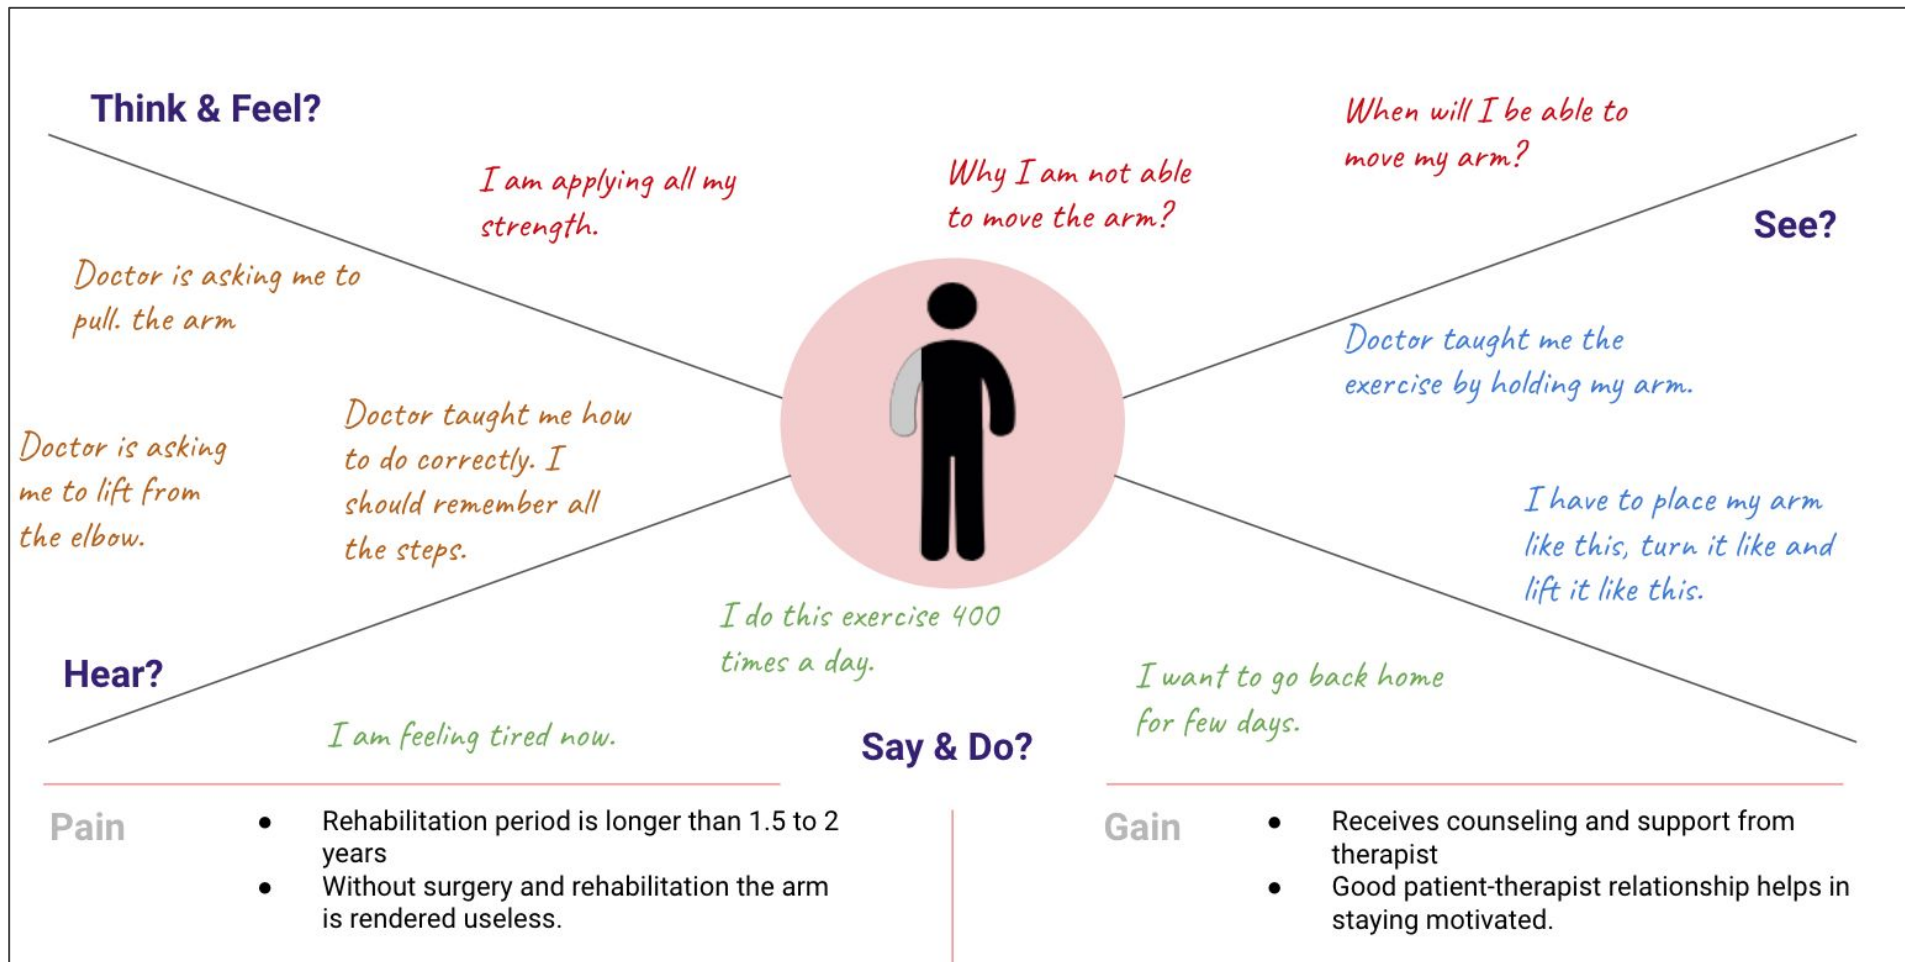 Think & Feel?
I am applying all my
strength.
Why I am not able
to move the arm?
When will I be able to
move my arm?
See?
Doctor taught me the
exercise by holding my arm.
I have to place my arm
like this, turn it like and
lift it like this.
Doctor is asking me to
pull. the arm
Doctor is asking
me to lift from
the elbow.
Doctor taught me how
to do correctly. I
should remember all
the steps.
Hear?
I do this exercise 400
times a day.
I am feeling tired now.
I want to go back home
for few days.
Say & Do?
Pain
● Rehabilitation period is longer than 1.5 to 2
years
● Without surgery and rehabilitation the arm
is rendered useless.
Gain
● Receives counseling and support from
therapist
● Good patient-therapist relationship helps in
staying motivated.